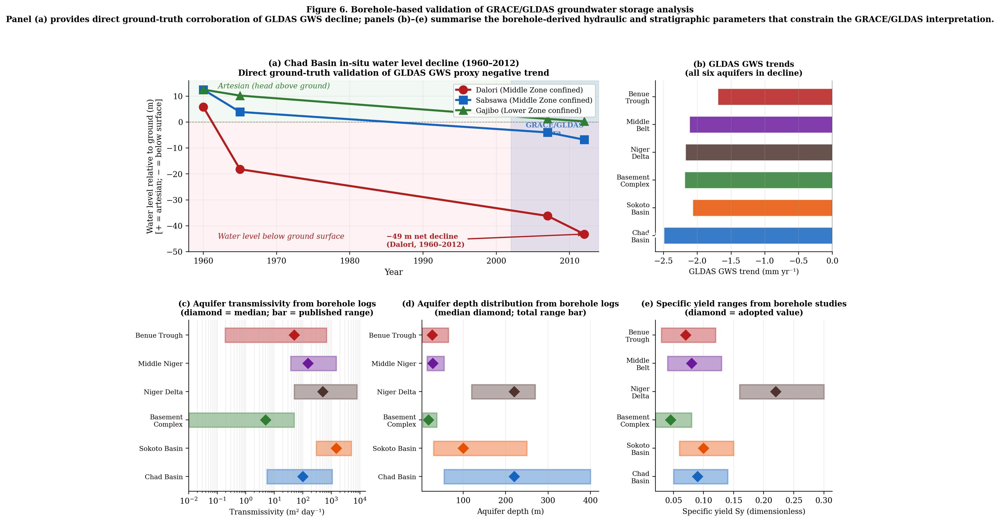 Figure 6. Borehole-based validation of GRACE/GLDAS groundwater storage analysis
Panel (a) provides direct ground-truth corroboration of GLDAS GWS decline; panels (b)–(e) summarise the borehole-derived hydraulic and stratigraphic parameters that constrain the GRACE/GLDAS interpretation.
(a) Chad Basin in-situ water level decline (1960–2012)
Direct ground-truth validation of GLDAS GWS proxy negative trend
Water level relative to ground (m)
[+ = artesian; − = below surface]
10
0
−10
−20
−30
−40
−50
Artesian (head above ground)
Dalori (Middle Zone confined)
Sabsawa (Middle Zone confined)
Gajibo (Lower Zone confined)
GRACE/GLDAS
Water level below ground surface
−49 m net decline
(Dalori, 1960–2012)
1960 1970 1980 1990 2000 2010
Year
(b) GLDAS GWS trends
(all six aquifers in decline)
Benue
Trough
Middle
Belt
Niger
Delta
Basement
Complex
Sokoto
Basin
Chad
Basin
−2.5 −2.0 −1.5 −1.0 −0.5 0.0
GLDAS GWS trend (mm yr⁻¹)
(c) Aquifer transmissivity from borehole logs
(diamond = median; bar = published range)
Benue Trough
Middle Niger
Niger Delta
Basement
Complex
Sokoto Basin
Chad Basin
10⁻² 10⁻¹ 10⁰ 10¹ 10² 10³ 10⁴
Transmissivity (m² day⁻¹)
(d) Aquifer depth distribution from borehole logs
(median diamond; total range bar)
Benue Trough
Middle Niger
Niger Delta
Basement
Complex
Sokoto Basin
Chad Basin
100 200 300 400
Aquifer depth (m)
(e) Specific yield ranges from borehole studies
(diamond = adopted value)
Benue
Trough
Middle
Belt
Niger
Delta
Basement
Complex
Sokoto
Basin
Chad
Basin
0.05 0.10 0.15 0.20 0.25 0.30
Specific yield Sy (dimensionless)